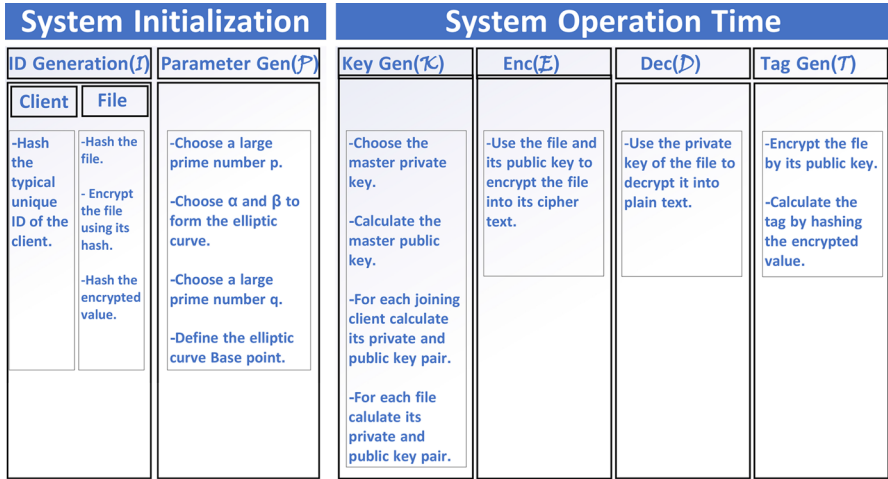 System Initialization
System Operation Time
ID Generation(𝓘)
Parameter Gen(𝓟)
Key Gen(𝓚)
Enc(𝓔)
Dec(𝓓)
Tag Gen(𝓣)
Client
File
-Hash
the
typical
unique
ID of the
client.
-Hash the
file.
- Encrypt
the file
using its
hash.
-Hash the
encrypted
value.
-Choose a large
prime number p.
-Choose α and β to
form the elliptic
curve.
-Choose a large
prime number q.
-Define the elliptic
curve Base point.
-Choose the
master private
key.
-Calculate the
master public
key.
-For each joining
client calculate
its private and
public key pair.
-For each file
calulate its
private and
public key pair.
-Use the file and
its public key to
encrypt the file
into its cipher
text.
-Use the private
key of the file to
decrypt it into
plain text.
-Encrypt the fle
by its public key.
-Calculate the
tag by hashing
the encrypted
value.